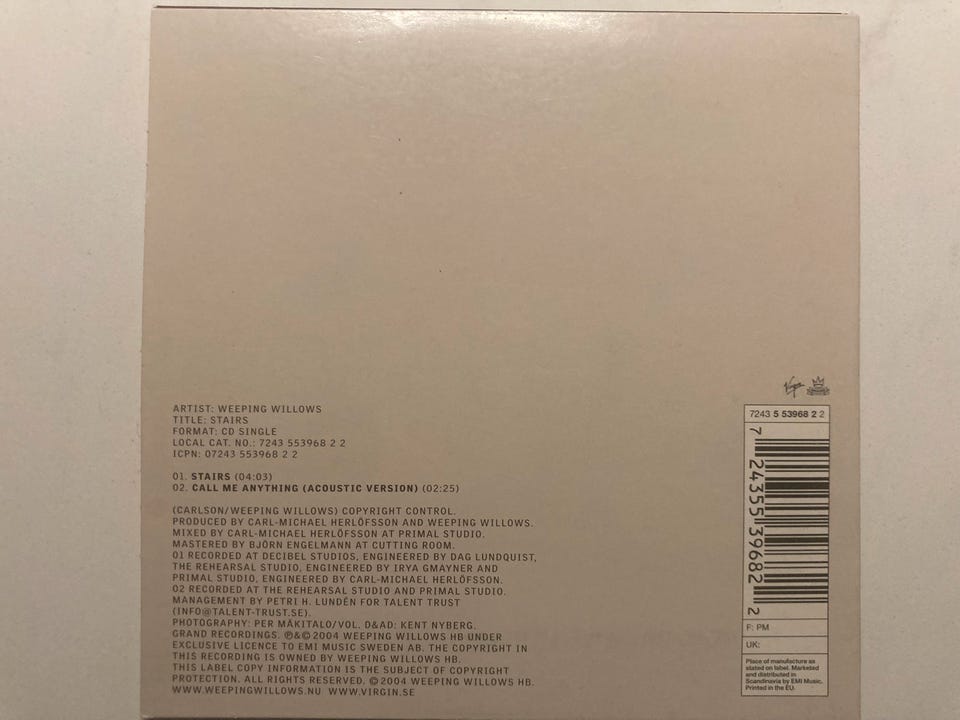 ARTIST: WEEPING WILLOWS
TITLE: STAIRS
FORMAT: CD SINGLE
LOCAL CAT. NO.: 7243 553968 2 2
ICPN: 07243 553968 2 2
01. STAIRS (04:03)
02. CALL ME ANYTHING (ACOUSTIC VERSION) (02:25)
(CARLSON/WEEPING WILLOWS) COPYRIGHT CONTROL.
PRODUCED BY CARL-MICHAEL HERLÖFSSON AND WEEPING WILLOWS.
MIXED BY CARL-MICHAEL HERLÖFSSON AT PRIMAL STUDIO.
MASTERED BY BJÖRN ENGELMANN AT CUTTING ROOM.
01 RECORDED AT DECIBEL STUDIOS, ENGINEERED BY DAG LUNDQUIST,
THE REHEARSAL STUDIO, ENGINEERED BY IRYA GMAYNER AND
PRIMAL STUDIO, ENGINEERED BY CARL-MICHAEL HERLÖFSSON.
02 RECORDED AT THE REHEARSAL STUDIO AND PRIMAL STUDIO.
MANAGEMENT BY PETRI H. LUNDÉN FOR TALENT TRUST
(INFO@TALENT-TRUST.SE).
PHOTOGRAPHY: PER MÄKITALO/VOL. D&AD: KENT NYBERG.
GRAND RECORDINGS. ℗&© 2004 WEEPING WILLOWS HB UNDER
EXCLUSIVE LICENCE TO EMI MUSIC SWEDEN AB. THE COPYRIGHT IN
THIS RECORDING IS OWNED BY WEEPING WILLOWS HB.
THIS LABEL COPY INFORMATION IS THE SUBJECT OF COPYRIGHT
PROTECTION. ALL RIGHTS RESERVED. © 2004 WEEPING WILLOWS HB.
WWW.WEEPINGWILLOWS.NU WWW.VIRGIN.SE
Virgin
7243 5 53968 2 2
7 24355 39682 2
F: PM
UK:
Place of manufacture as
stated on label. Marketed
and distributed in
Scandinavia by EMI Music.
Printed in the EU.